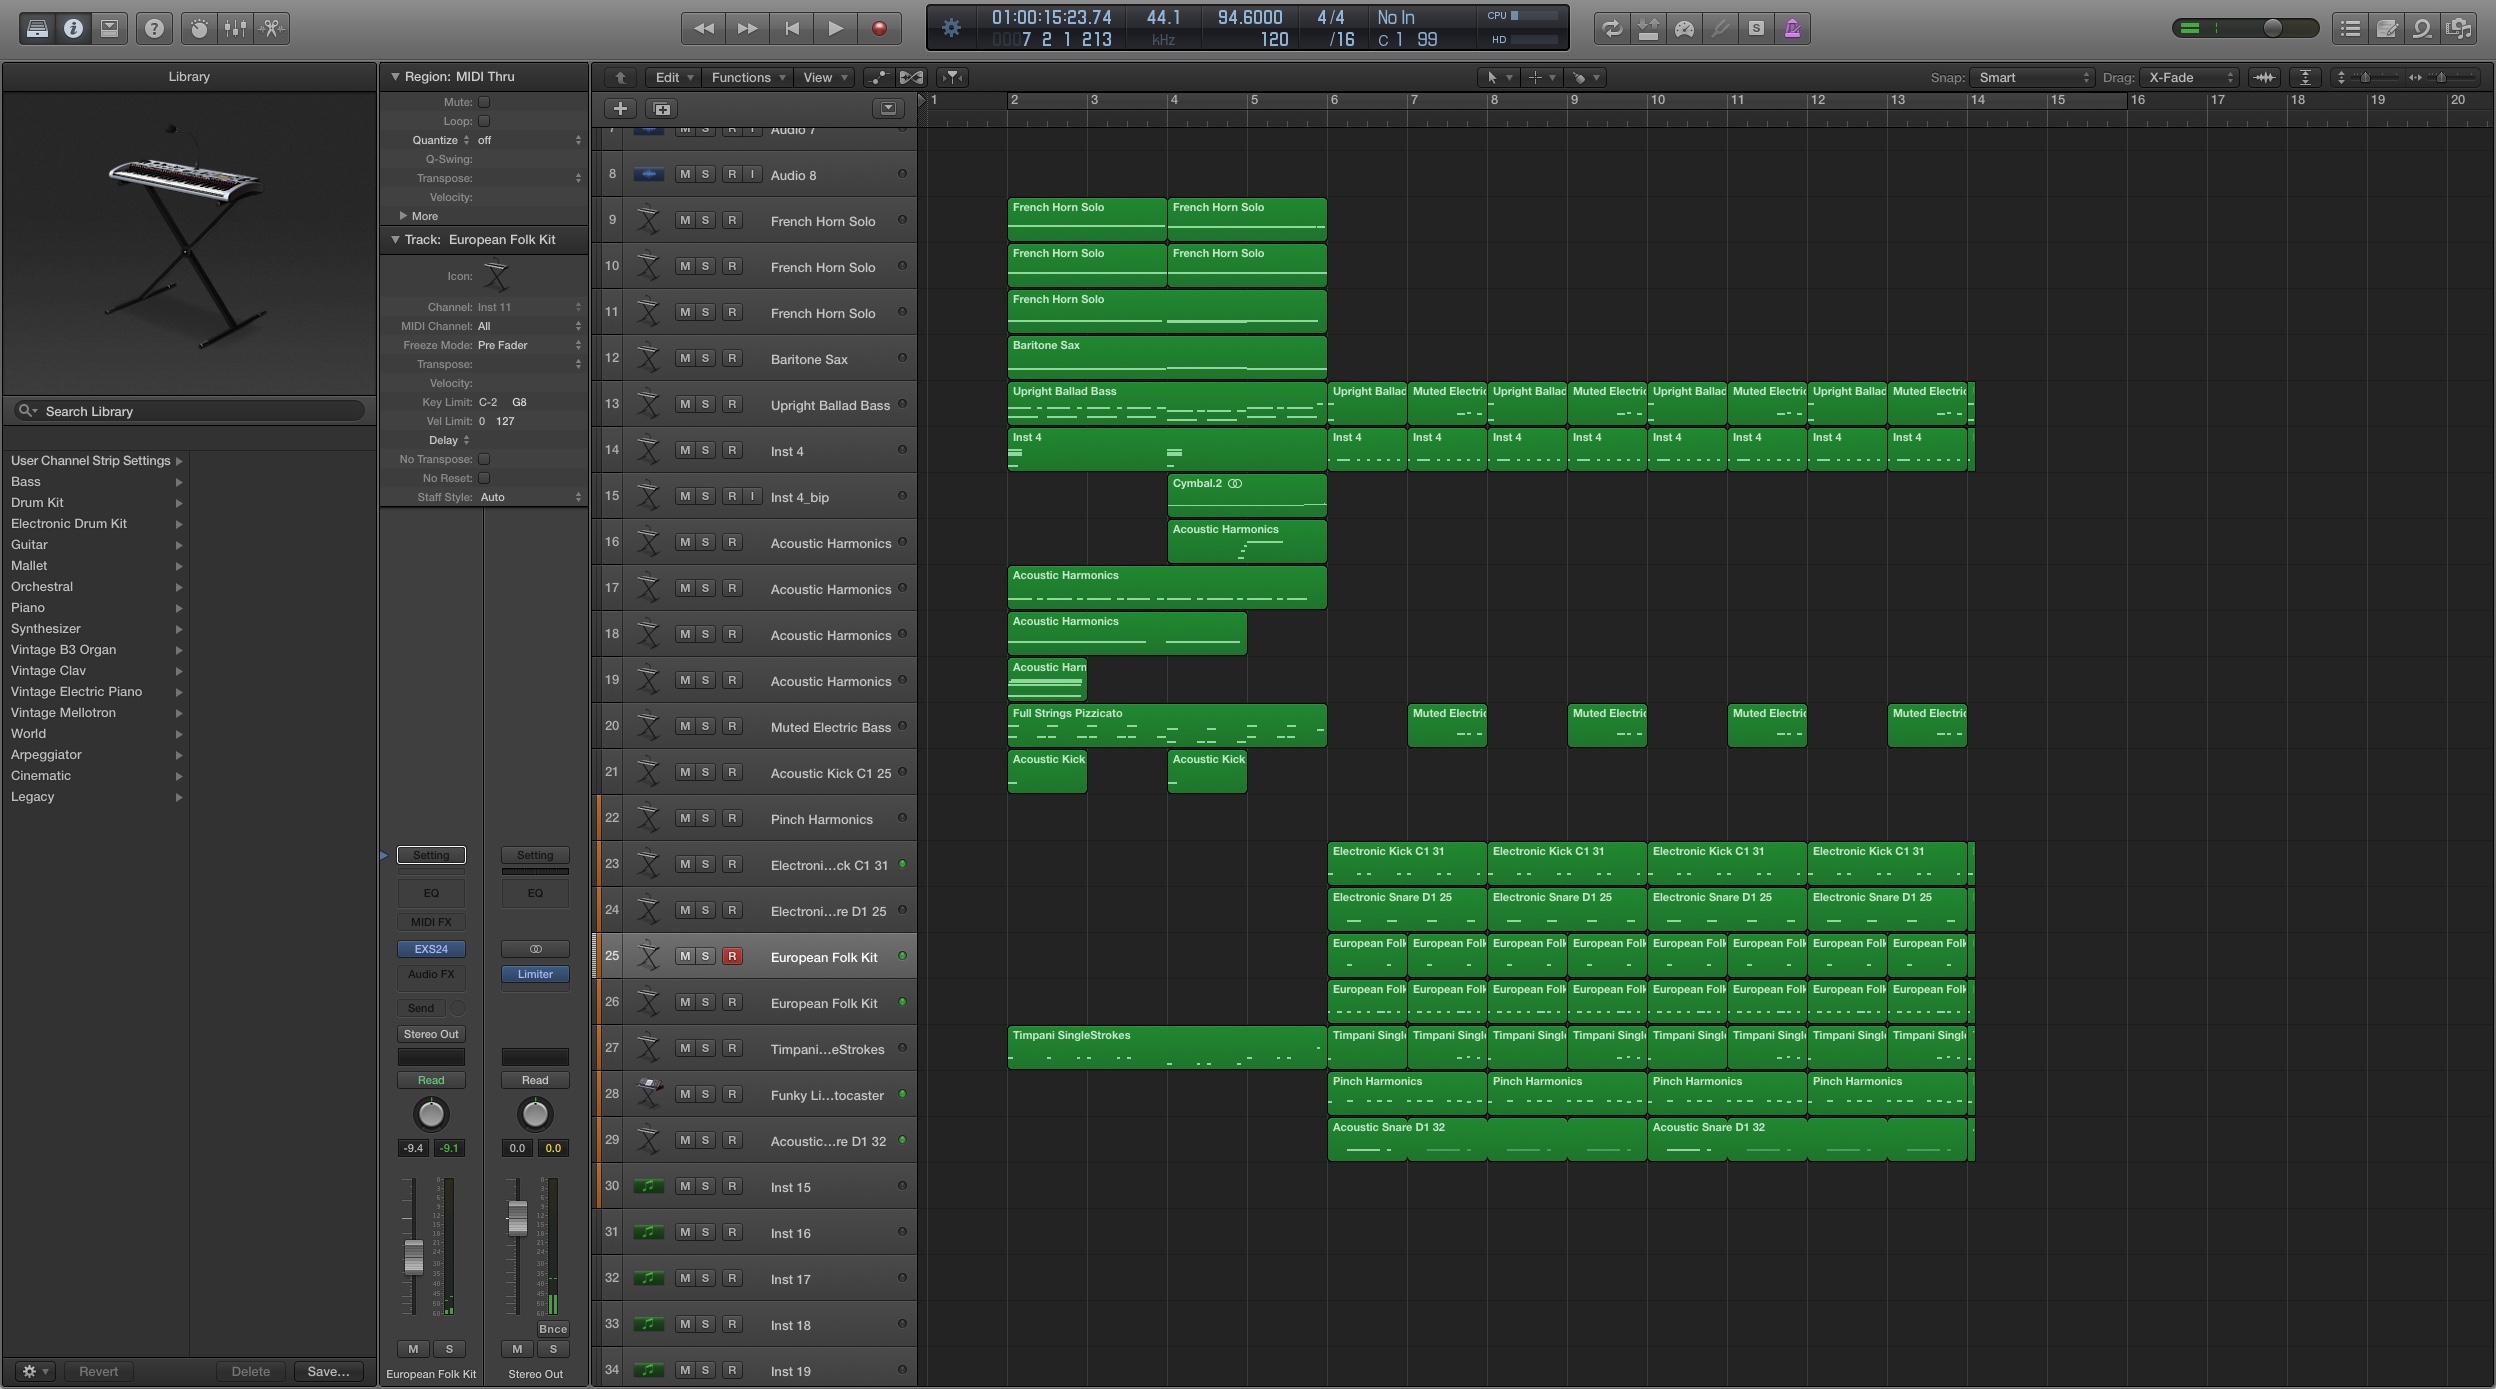 01:00:15:23.74 44.1 94.6000 4/4 No In CPU
0007 2 1 213 kHz 120 /16 C 1 99 HD
Library
Region: MIDI Thru
Mute:
Loop:
Quantize off
Q-Swing:
Transpose:
Velocity:
More
Track: European Folk Kit
Icon:
Channel: Inst 11
MIDI Channel: All
Freeze Mode: Pre Fader
Transpose:
Velocity:
Key Limit: C-2 G8
Vel Limit: 0 127
Delay
No Transpose:
No Reset:
Staff Style: Auto
Search Library
User Channel Strip Settings
Bass
Drum Kit
Electronic Drum Kit
Guitar
Mallet
Orchestral
Piano
Synthesizer
Vintage B3 Organ
Vintage Clav
Vintage Electric Piano
Vintage Mellotron
World
Arpeggiator
Cinematic
Legacy
Revert Delete Save...
Setting Setting
EQ EQ
MIDI FX
EXS24
Audio FX Limiter
Send
Stereo Out
Read Read
-9.4 -9.1 0.0 0.0
Bnce
M S M S
European Folk Kit Stereo Out
Edit Functions View Snap: Smart Drag: X-Fade
1 2 3 4 5 6 7 8 9 10 11 12 13 14 15 16 17 18 19 20
7 M S R I Audio 7
8 M S R I Audio 8
9 M S R French Horn Solo French Horn Solo French Horn Solo
10 M S R French Horn Solo French Horn Solo French Horn Solo
11 M S R French Horn Solo French Horn Solo
12 M S R Baritone Sax Baritone Sax
13 M S R Upright Ballad Bass Upright Ballad Bass Upright Ballad Muted Electric Upright Ballad Muted Electric Upright Ballad Muted Electric Upright Ballad Muted Electric
14 M S R Inst 4 Inst 4 Inst 4 Inst 4 Inst 4 Inst 4 Inst 4 Inst 4 Inst 4 Inst 4
15 M S R I Inst 4_bip Cymbal.2
16 M S R Acoustic Harmonics Acoustic Harmonics
17 M S R Acoustic Harmonics Acoustic Harmonics
18 M S R Acoustic Harmonics Acoustic Harmonics
19 M S R Acoustic Harmonics Acoustic Harm
20 M S R Muted Electric Bass Full Strings Pizzicato Muted Electric Muted Electric Muted Electric Muted Electric
21 M S R Acoustic Kick C1 25 Acoustic Kick Acoustic Kick
22 M S R Pinch Harmonics
23 M S R Electroni...ck C1 31 Electronic Kick C1 31 Electronic Kick C1 31 Electronic Kick C1 31 Electronic Kick C1 31
24 M S R Electroni...re D1 25 Electronic Snare D1 25 Electronic Snare D1 25 Electronic Snare D1 25 Electronic Snare D1 25
25 M S R European Folk Kit European Folk European Folk European Folk European Folk European Folk European Folk European Folk European Folk
26 M S R European Folk Kit European Folk European Folk European Folk European Folk European Folk European Folk European Folk European Folk
27 M S R Timpani...eStrokes Timpani SingleStrokes Timpani Single Timpani Single Timpani Single Timpani Single Timpani Single Timpani Single Timpani Single Timpani Single
28 M S R Funky Li...tocaster Pinch Harmonics Pinch Harmonics Pinch Harmonics Pinch Harmonics
29 M S R Acoustic...re D1 32 Acoustic Snare D1 32 Acoustic Snare D1 32
30 M S R Inst 15
31 M S R Inst 16
32 M S R Inst 17
33 M S R Inst 18
34 M S R Inst 19